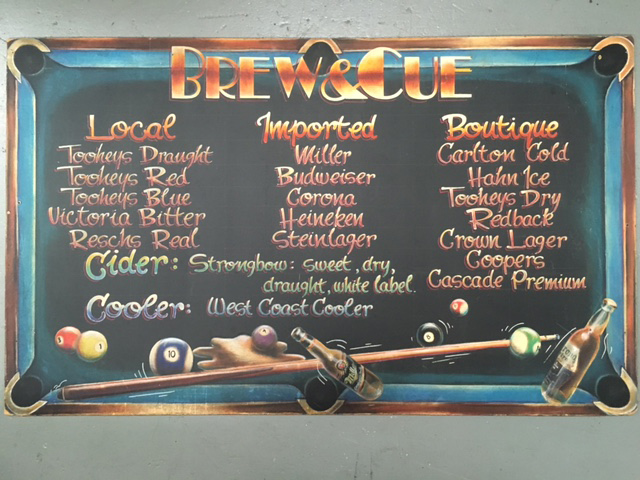 BREW & CUE
Local
Tooheys Draught
Tooheys Red
Tooheys Blue
Victoria Bitter
Reschs Real
Imported
Miller
Budweiser
Corona
Heineken
Steinlager
Boutique
Carlton Cold
Hahn Ice
Tooheys Dry
Redback
Crown Lager
Coopers
Cascade Premium
Cider: Strongbow: sweet, dry,
draught, white label.
Cooler: West Coast Cooler
10